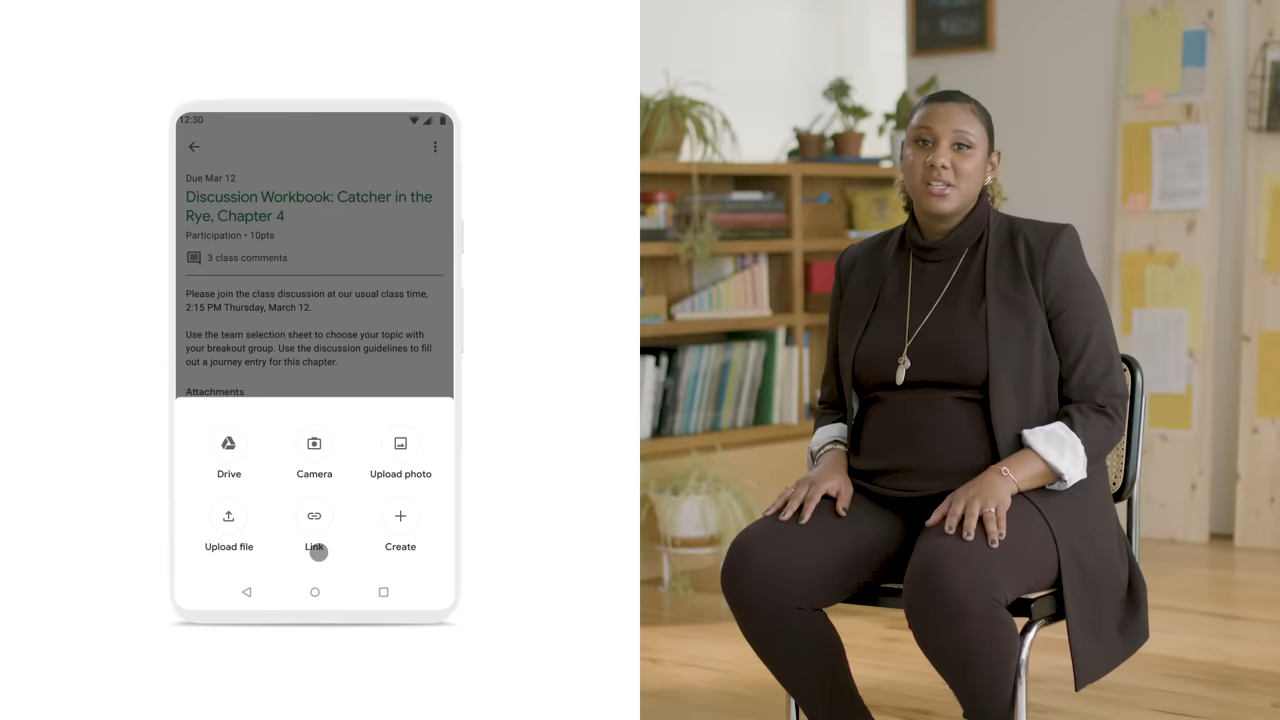 12:30
Due Mar 12
Discussion Workbook: Catcher in the
Rye, Chapter 4
Participation • 10pts
3 class comments
Please join the class discussion at our usual class time,
2:15 PM Thursday, March 12.
Use the team selection sheet to choose your topic with
your breakout group. Use the discussion guidelines to fill
out a journey entry for this chapter.
Attachments
Drive
Camera
Upload photo
Upload file
Link
Create